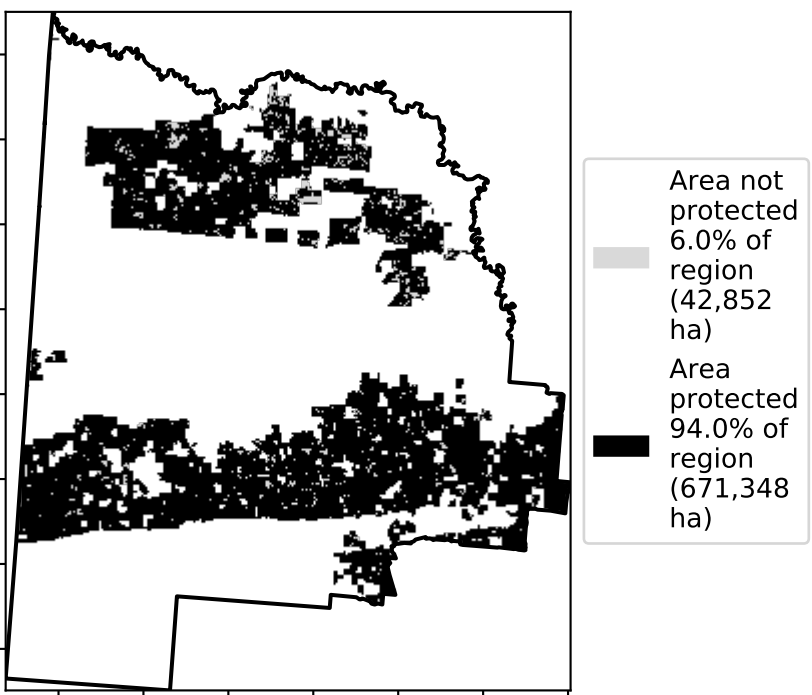 Area not
protected
6.0% of
region
(42,852
ha)
Area
protected
94.0% of
region
(671,348
ha)